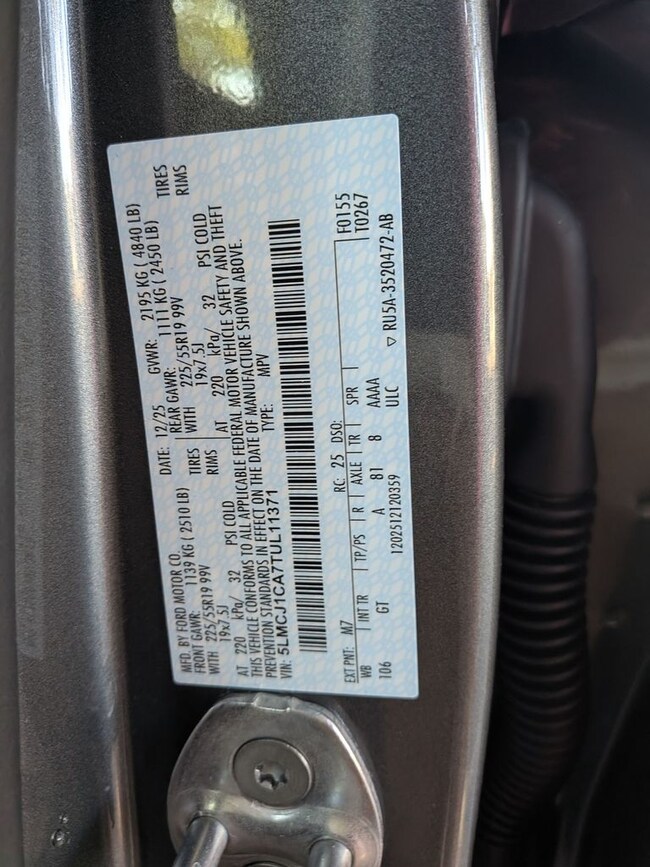 MFD. BY FORD MOTOR CO.
DATE: 12/25 GVWR: 2195 KG ( 4840 LB)
FRONT GAWR: 1139 KG ( 2510 LB) REAR GAWR: 1111 KG ( 2450 LB)
WITH 225/55R19 99V TIRES WITH 225/55R19 99V TIRES
19x7.5J RIMS 19x7.5J RIMS
AT 220 kPa/ 32 PSI COLD AT 220 kPa/ 32 PSI COLD
THIS VEHICLE CONFORMS TO ALL APPLICABLE FEDERAL MOTOR VEHICLE SAFETY AND THEFT
PREVENTION STANDARDS IN EFFECT ON THE DATE OF MANUFACTURE SHOWN ABOVE.
VIN: 5LMCJ1CA7TUL11371 TYPE: MPV
EXT PNT: M7 RC: 25 DSO: F0155
WB INT TR TP/PS R AXLE TR SPR T0267
106 GT A 81 8 AAAA
1202512120359 ULC ▽ RU5A-3520472-AB